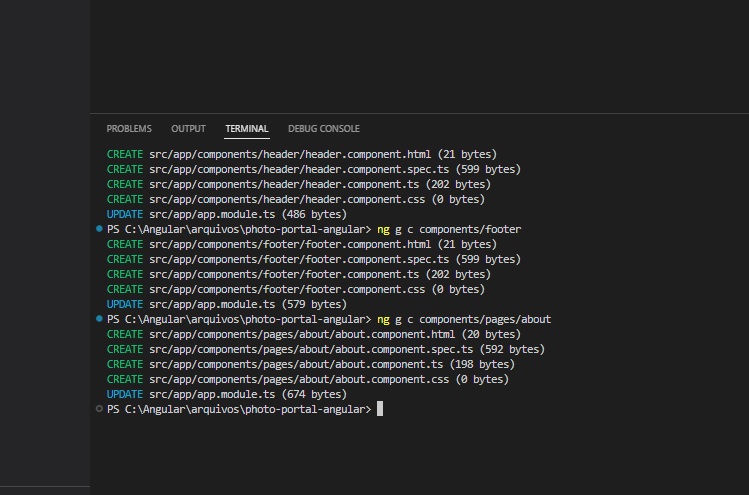 PROBLEMS OUTPUT TERMINAL DEBUG CONSOLE
CREATE src/app/components/header/header.component.html (21 bytes)
CREATE src/app/components/header/header.component.spec.ts (599 bytes)
CREATE src/app/components/header/header.component.ts (202 bytes)
CREATE src/app/components/header/header.component.css (0 bytes)
UPDATE src/app/app.module.ts (486 bytes)
PS C:\Angular\arquivos\photo-portal-angular> ng g c components/footer
CREATE src/app/components/footer/footer.component.html (21 bytes)
CREATE src/app/components/footer/footer.component.spec.ts (599 bytes)
CREATE src/app/components/footer/footer.component.ts (202 bytes)
CREATE src/app/components/footer/footer.component.css (0 bytes)
UPDATE src/app/app.module.ts (579 bytes)
PS C:\Angular\arquivos\photo-portal-angular> ng g c components/pages/about
CREATE src/app/components/pages/about/about.component.html (20 bytes)
CREATE src/app/components/pages/about/about.component.spec.ts (592 bytes)
CREATE src/app/components/pages/about/about.component.ts (198 bytes)
CREATE src/app/components/pages/about/about.component.css (0 bytes)
UPDATE src/app/app.module.ts (674 bytes)
PS C:\Angular\arquivos\photo-portal-angular>